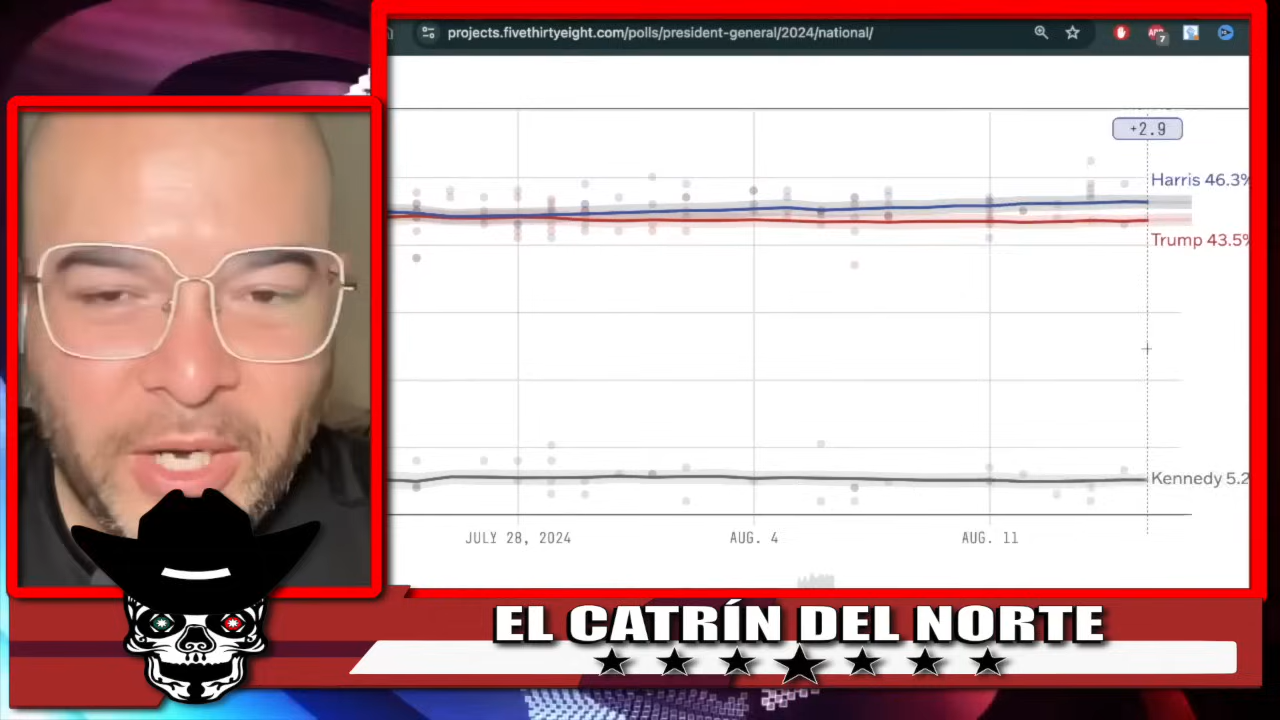 projects.fivethirtyeight.com/polls/president-general/2024/national/
7
+2.9
Harris 46.3%
Trump 43.5%
Kennedy 5.2
JULY 28, 2024
AUG. 4
AUG. 11
EL CATRÍN DEL NORTE